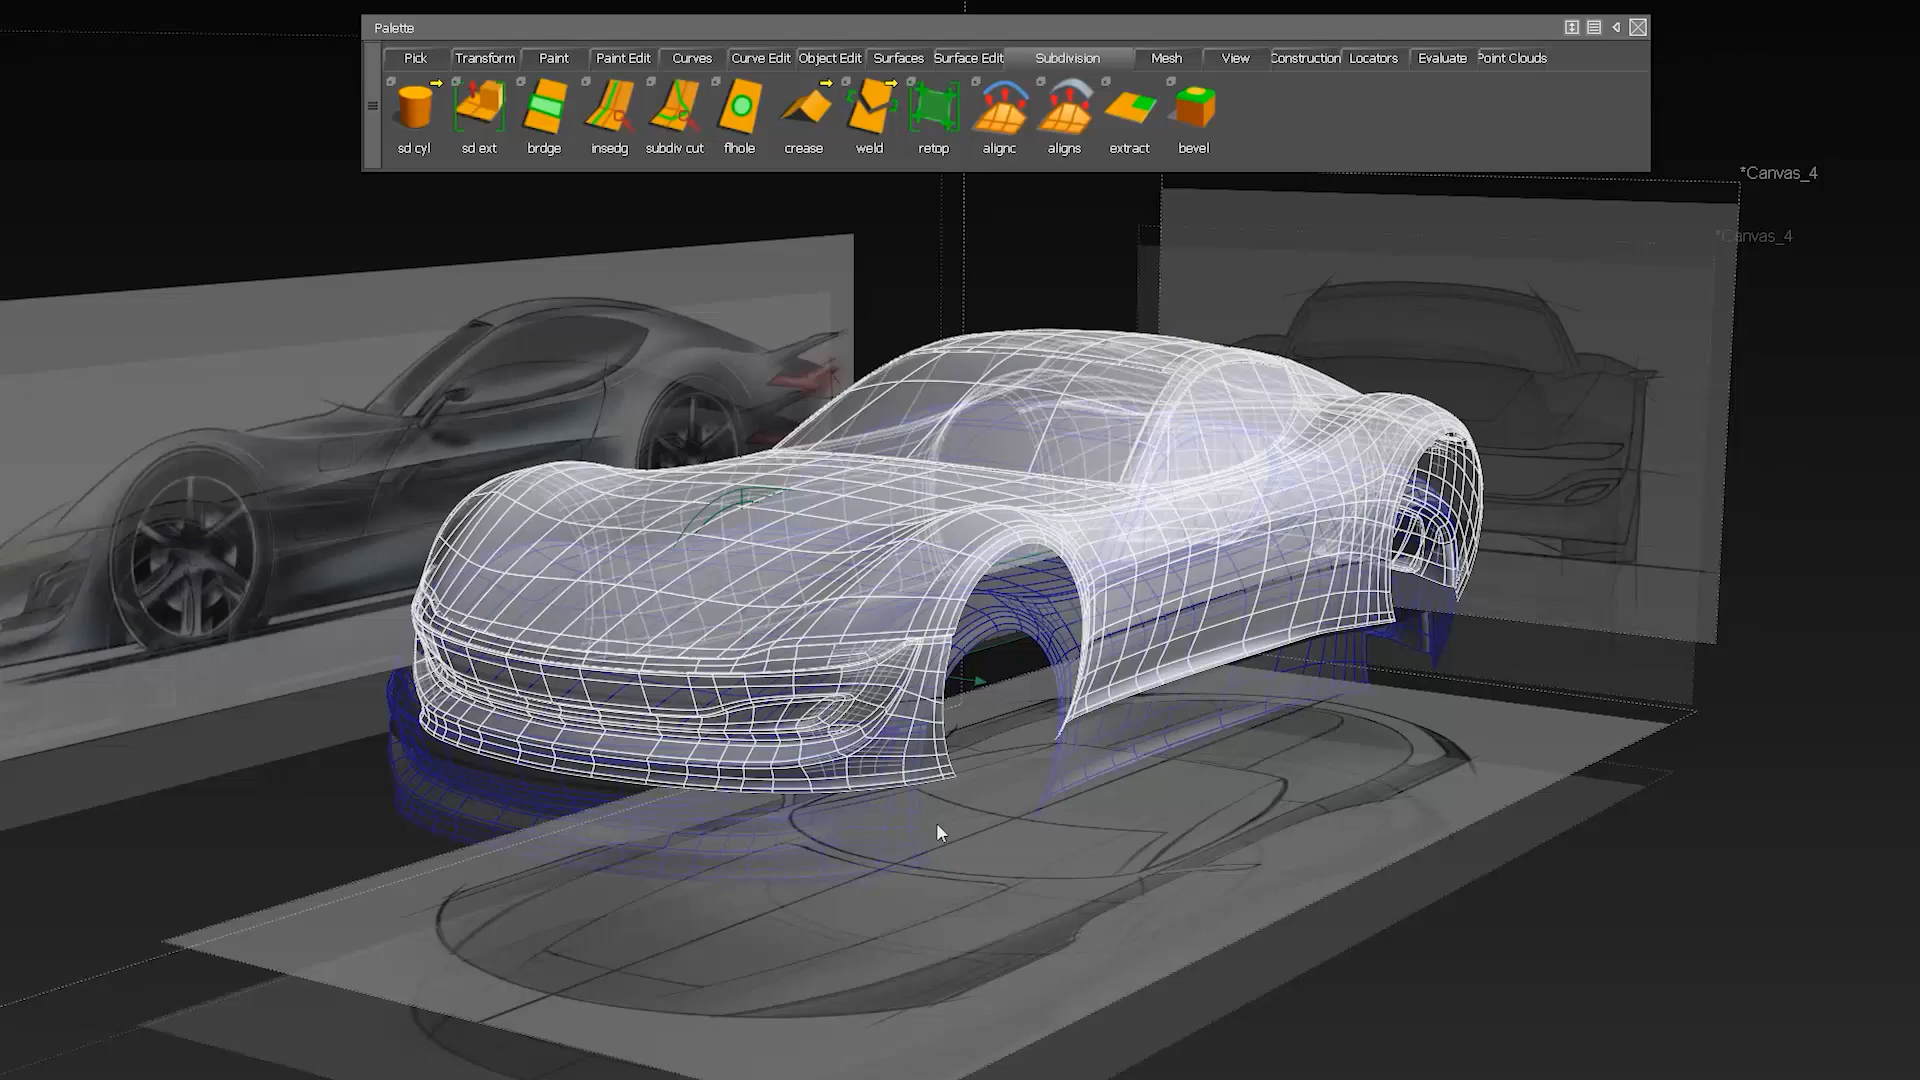 Palette
Pick Transform Paint Paint Edit Curves Curve Edit Object Edit Surfaces Surface Edit Subdivision Mesh View Construction Locators Evaluate Point Clouds
sd cyl sd ext brdge insedg subdiv cut flhole crease weld retop alignc aligns extract bevel
*Canvas_4
*Canvas_4